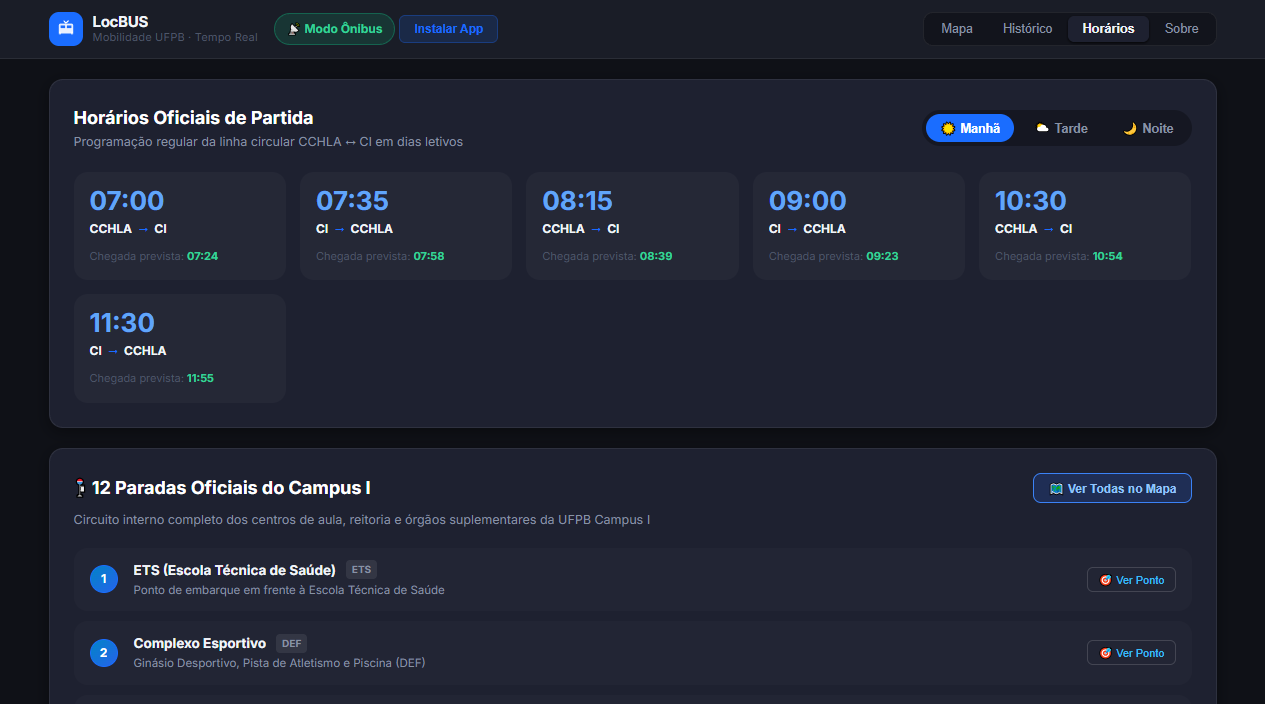 LocBUS
Mobilidade UFPB · Tempo Real
Modo Ônibus
Instalar App
Mapa
Histórico
Horários
Sobre
Horários Oficiais de Partida
Programação regular da linha circular CCHLA ↔ CI em dias letivos
Manhã
Tarde
Noite
07:00
CCHLA → CI
Chegada prevista: 07:24
07:35
CI → CCHLA
Chegada prevista: 07:58
08:15
CCHLA → CI
Chegada prevista: 08:39
09:00
CI → CCHLA
Chegada prevista: 09:23
10:30
CCHLA → CI
Chegada prevista: 10:54
11:30
CI → CCHLA
Chegada prevista: 11:55
12 Paradas Oficiais do Campus I
Ver Todas no Mapa
Circuito interno completo dos centros de aula, reitoria e órgãos suplementares da UFPB Campus I
1
ETS (Escola Técnica de Saúde) ETS
Ponto de embarque em frente à Escola Técnica de Saúde
Ver Ponto
2
Complexo Esportivo DEF
Ginásio Desportivo, Pista de Atletismo e Piscina (DEF)
Ver Ponto